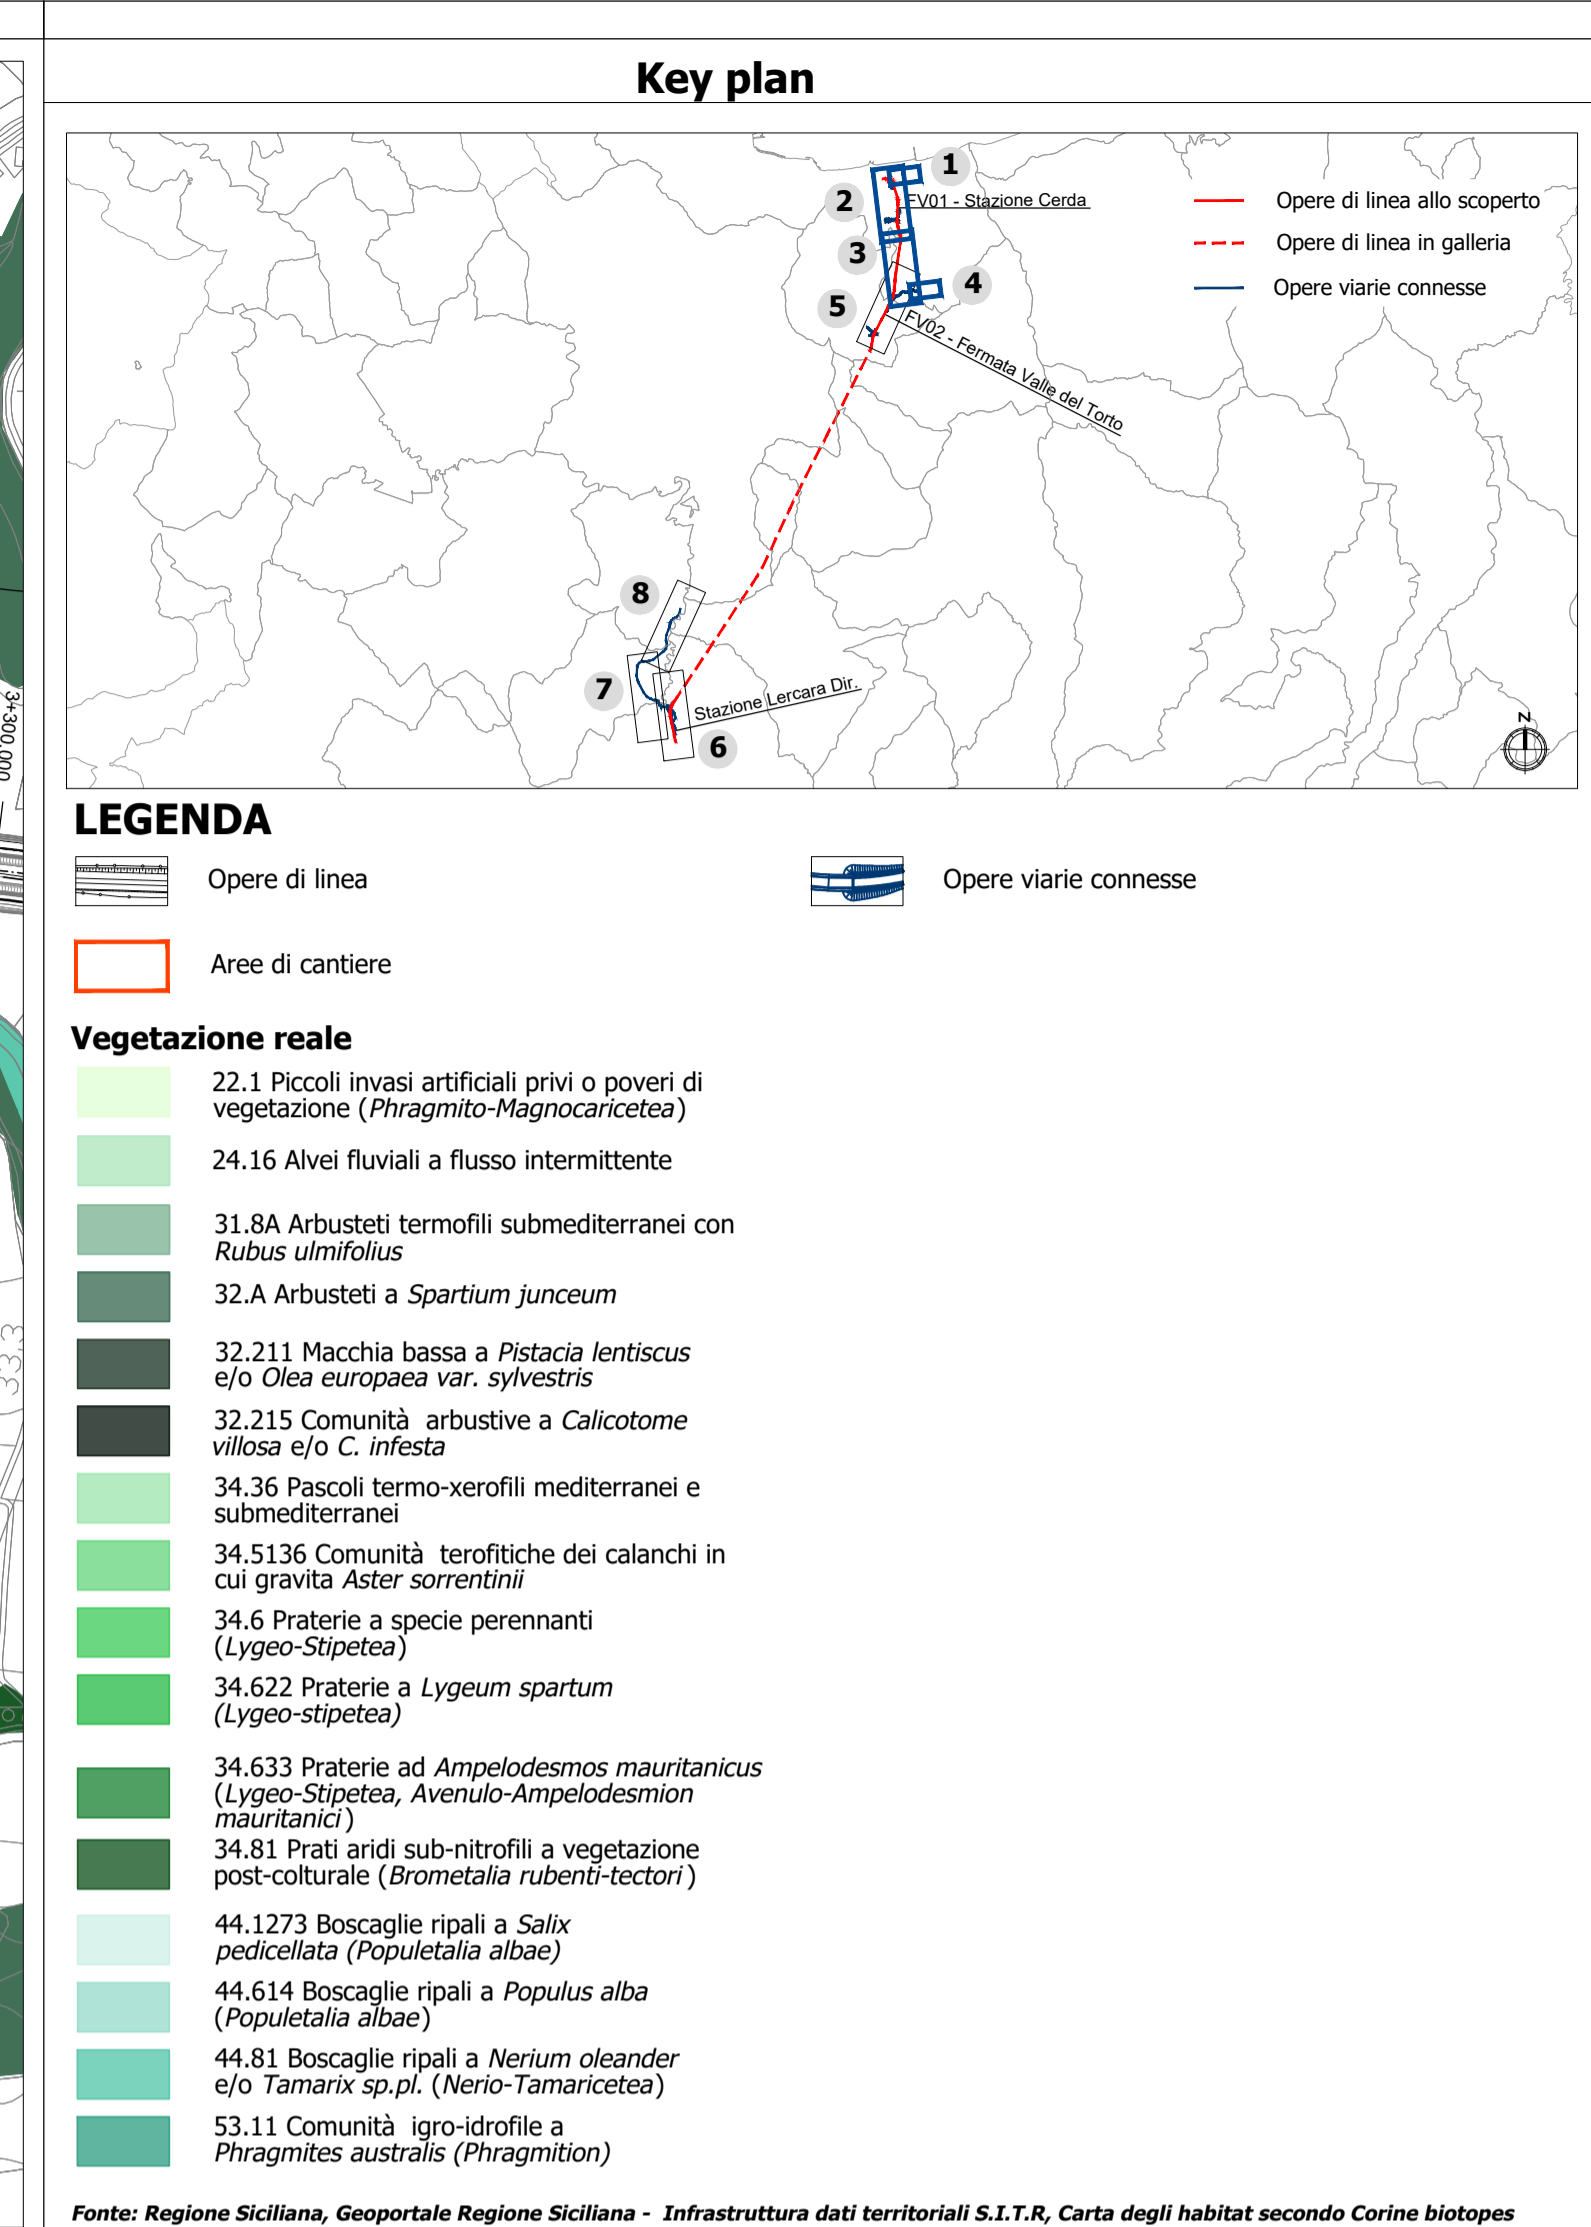 Key plan
1
2
FV01 - Stazione Cerda
3
4
5
FV02 - Fermata Valle del Torto
Opere di linea allo scoperto
Opere di linea in galleria
Opere viarie connesse
8
7
Stazione Lercara Dir.
6
N
3+300.000
33,3
LEGENDA
Opere di linea
Opere viarie connesse
Aree di cantiere
Vegetazione reale
22.1 Piccoli invasi artificiali privi o poveri di
vegetazione (Phragmito-Magnocaricetea)
24.16 Alvei fluviali a flusso intermittente
31.8A Arbusteti termofili submediterranei con
Rubus ulmifolius
32.A Arbusteti a Spartium junceum
32.211 Macchia bassa a Pistacia lentiscus
e/o Olea europaea var. sylvestris
32.215 Comunità arbustive a Calicotome
villosa e/o C. infesta
34.36 Pascoli termo-xerofili mediterranei e
submediterranei
34.5136 Comunità terofitiche dei calanchi in
cui gravita Aster sorrentinii
34.6 Praterie a specie perennanti
(Lygeo-Stipetea)
34.622 Praterie a Lygeum spartum
(Lygeo-stipetea)
34.633 Praterie ad Ampelodesmos mauritanicus
(Lygeo-Stipetea, Avenulo-Ampelodesmion
mauritanici)
34.81 Prati aridi sub-nitrofili a vegetazione
post-colturale (Brometalia rubenti-tectori)
44.1273 Boscaglie ripali a Salix
pedicellata (Populetalia albae)
44.614 Boscaglie ripali a Populus alba
(Populetalia albae)
44.81 Boscaglie ripali a Nerium oleander
e/o Tamarix sp.pl. (Nerio-Tamaricetea)
53.11 Comunità igro-idrofile a
Phragmites australis (Phragmition)
Fonte: Regione Siciliana, Geoportale Regione Siciliana - Infrastruttura dati territoriali S.I.T.R, Carta degli habitat secondo Corine biotopes